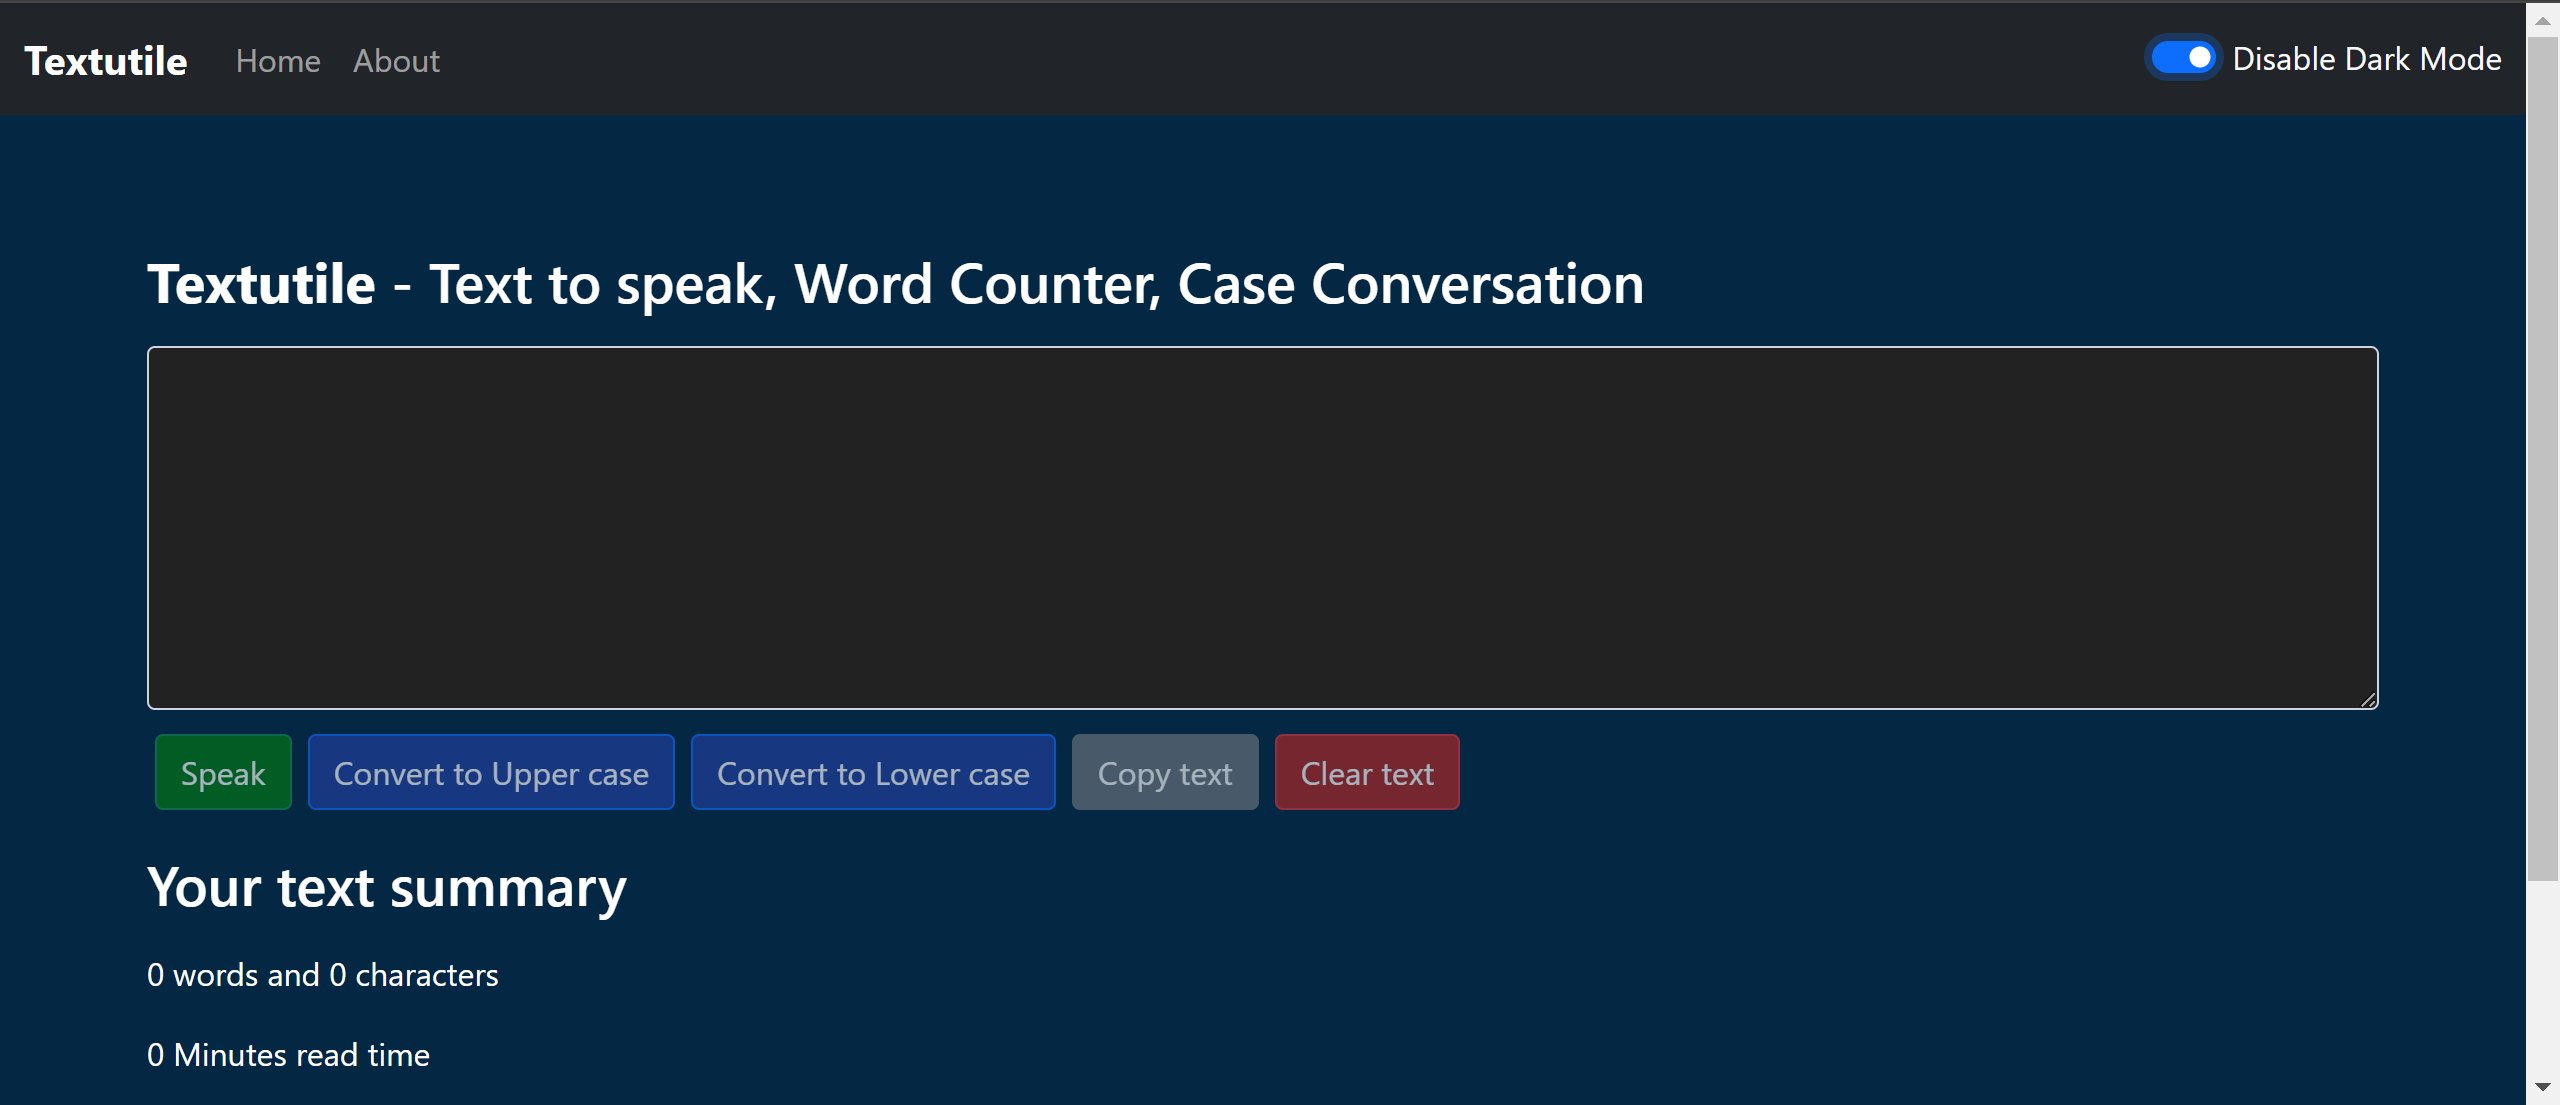 Textutile Home About Disable Dark Mode
Textutile - Text to speak, Word Counter, Case Conversation
Speak Convert to Upper case Convert to Lower case Copy text Clear text
Your text summary
0 words and 0 characters
0 Minutes read time